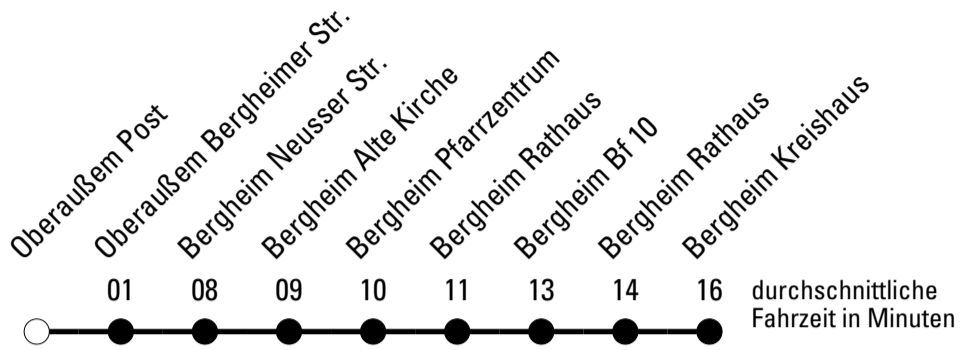 Oberaußem Post
Oberaußem Bergheimer Str.
Bergheim Neusser Str.
Bergheim Alte Kirche
Bergheim Pfarrzentrum
Bergheim Rathaus
Bergheim Bf 10
Bergheim Rathaus
Bergheim Kreishaus
01 08 09 10 11 13 14 16
durchschnittliche
Fahrzeit in Minuten